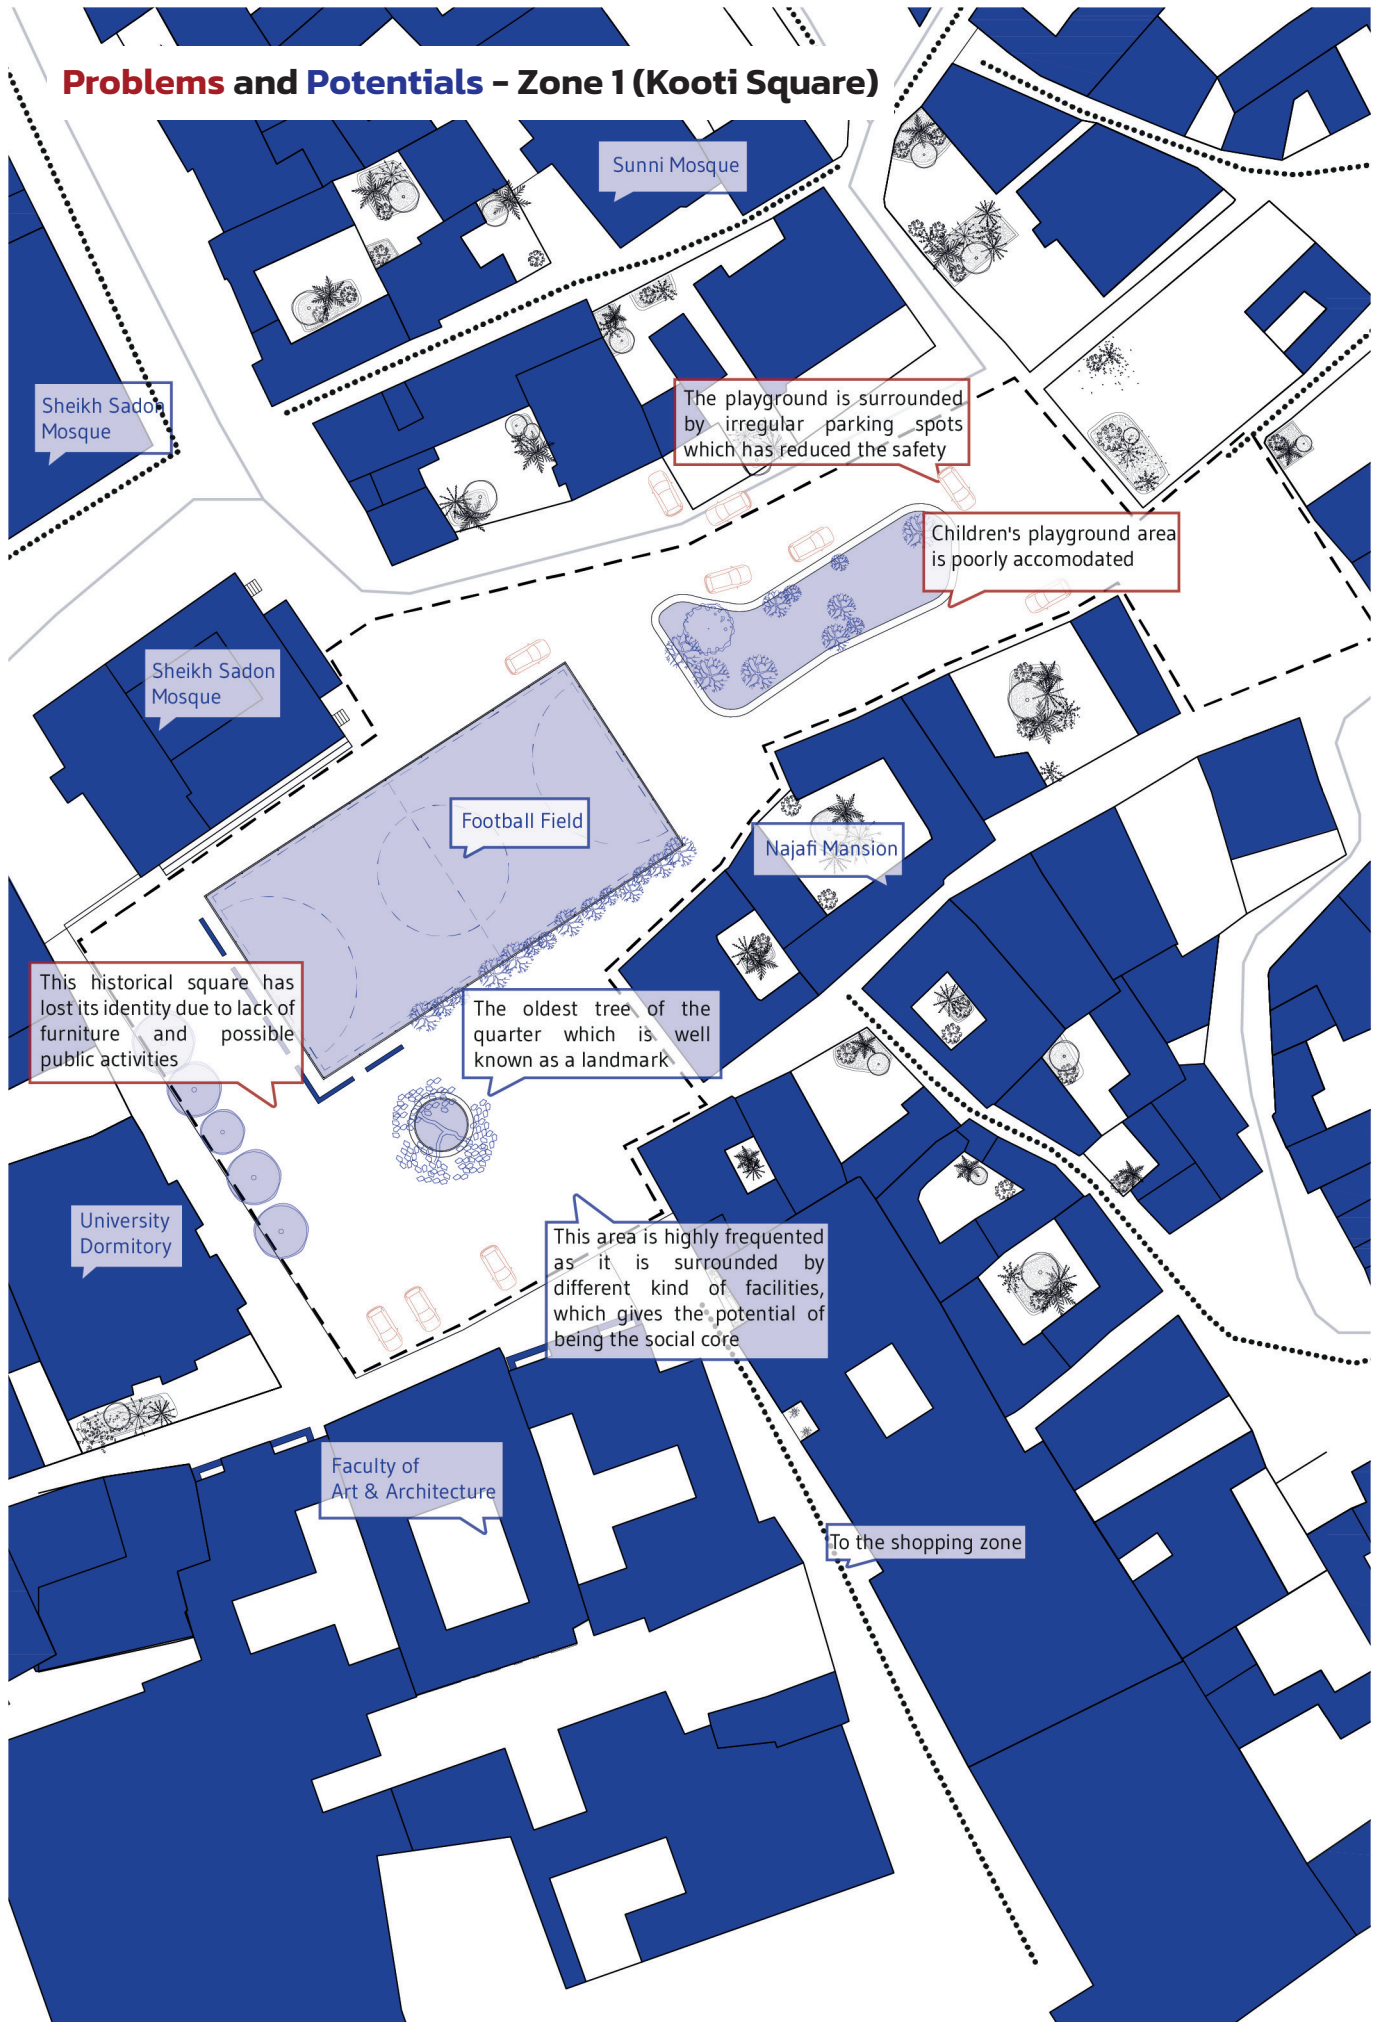 Problems and Potentials – Zone 1 (Kooti Square)
Sunni Mosque
Sheikh Sadon
Mosque
The playground is surrounded
by irregular parking spots
which has reduced the safety
Children's playground area
is poorly accomodated
Sheikh Sadon
Mosque
Football Field
Najafi Mansion
This historical square has
lost its identity due to lack of
furniture and possible
public activities
The oldest tree of the
quarter which is well
known as a landmark
University
Dormitory
This area is highly frequented
as it is surrounded by
different kind of facilities,
which gives the potential of
being the social core
Faculty of
Art & Architecture
To the shopping zone